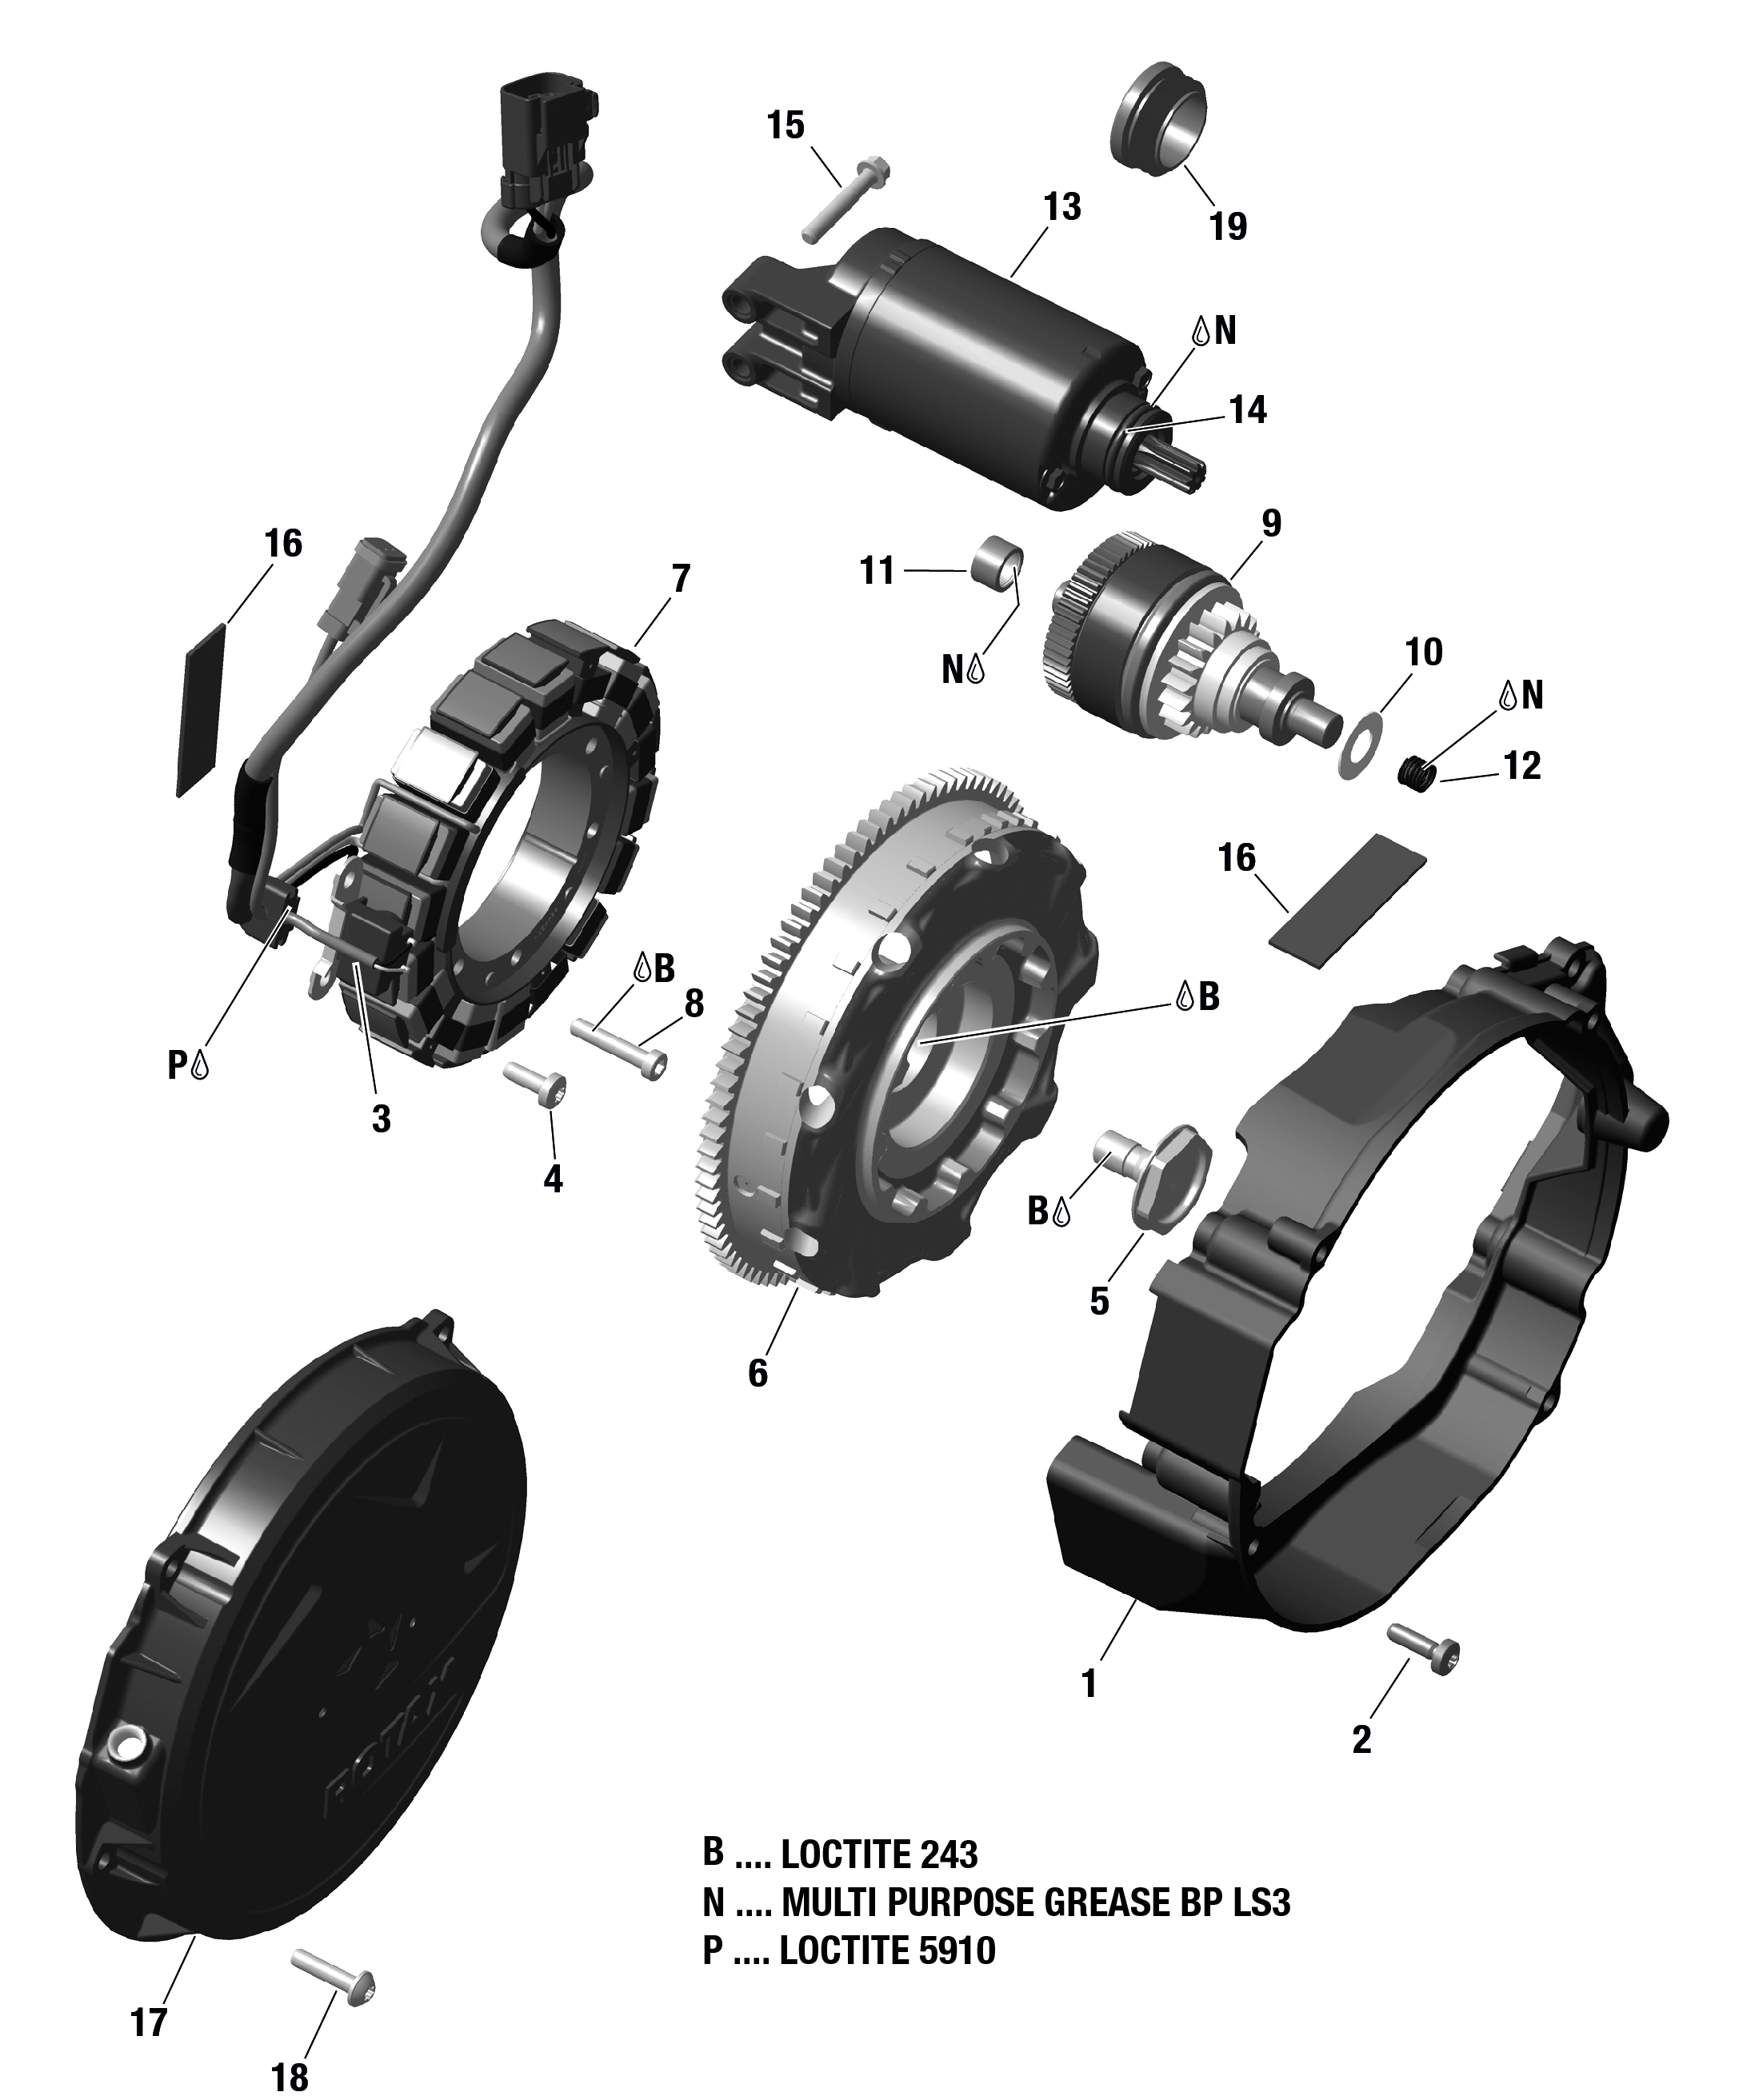 15
19
13
N
14
16
7
9
11
10
N
N
12
16
B
B
8
P
3
4
B
5
6
1
2
ROTAX
B .... LOCTITE 243
N .... MULTI PURPOSE GREASE BP LS3
P .... LOCTITE 5910
17
18